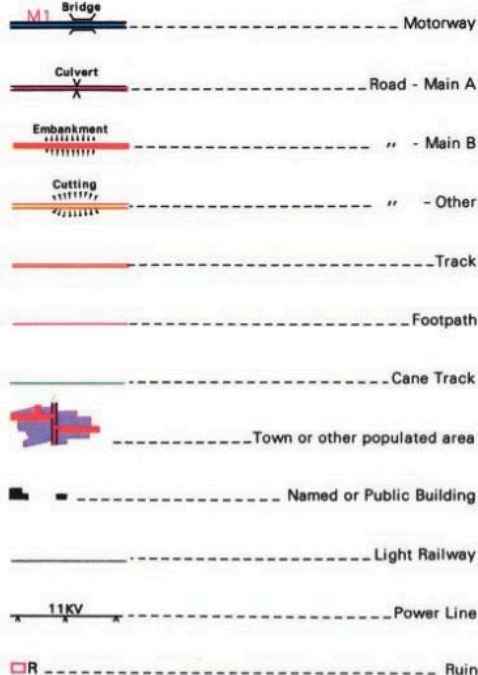 M1 Bridge Motorway
Culvert Road - Main A
Embankment " - Main B
Cutting " - Other
Track
Footpath
Cane Track
Town or other populated area
Named or Public Building
Light Railway
11KV Power Line
R Ruin